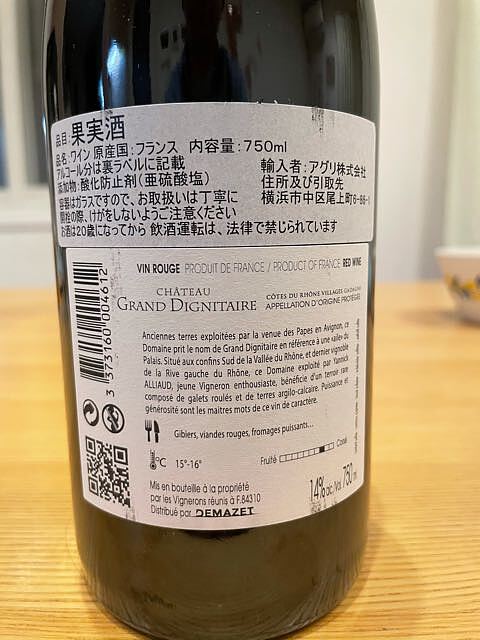 品目:果実酒
品名:ワイン 原産国:フランス 内容量:750ml
アルコール分は裏ラベルに記載
添加物:酸化防止剤(亜硫酸塩)
輸入者:アグリ株式会社
住所及び引取先
横浜市中区尾上町6-88-1
容器はガラスですので、お取扱いは丁寧に
開栓の際、けがをしないようご注意ください
お酒は20歳になってから 飲酒運転は、法律で禁じられています
VIN ROUGE PRODUIT DE FRANCE / PRODUCT OF FRANCE RED WINE
CHÂTEAU
GRAND DIGNITAIRE
CÔTES DU RHÔNE VILLAGES GADAGNE
APPELLATION D'ORIGINE PROTÉGÉE
Anciennes terres exploitées par la venue des Papes en Avignon, ce
Domaine prit le nom de Grand Dignitaire en référence à une «aile» du
Palais. Situé aux confins Sud de la Vallée du Rhône, et dernier vignoble
de la Rive gauche du Rhône, ce Domaine exploité par Yannick
ALLIAUD, jeune Vigneron enthousiaste, bénéficie d'un terroir rare
composé de galets roulés et de terres argilo-calcaire. Puissance et
générosité sont les maitres mots de ce vin de caractère.
Gibiers, viandes rouges, fromages puissants...
°C 15°-16°
Fruité Corsé
Mis en bouteille à la propriété
par les Vignerons réunis à F.84310
Distribué par DEMAZET
14% alc./Vol. 750 ml
3 373160 004612